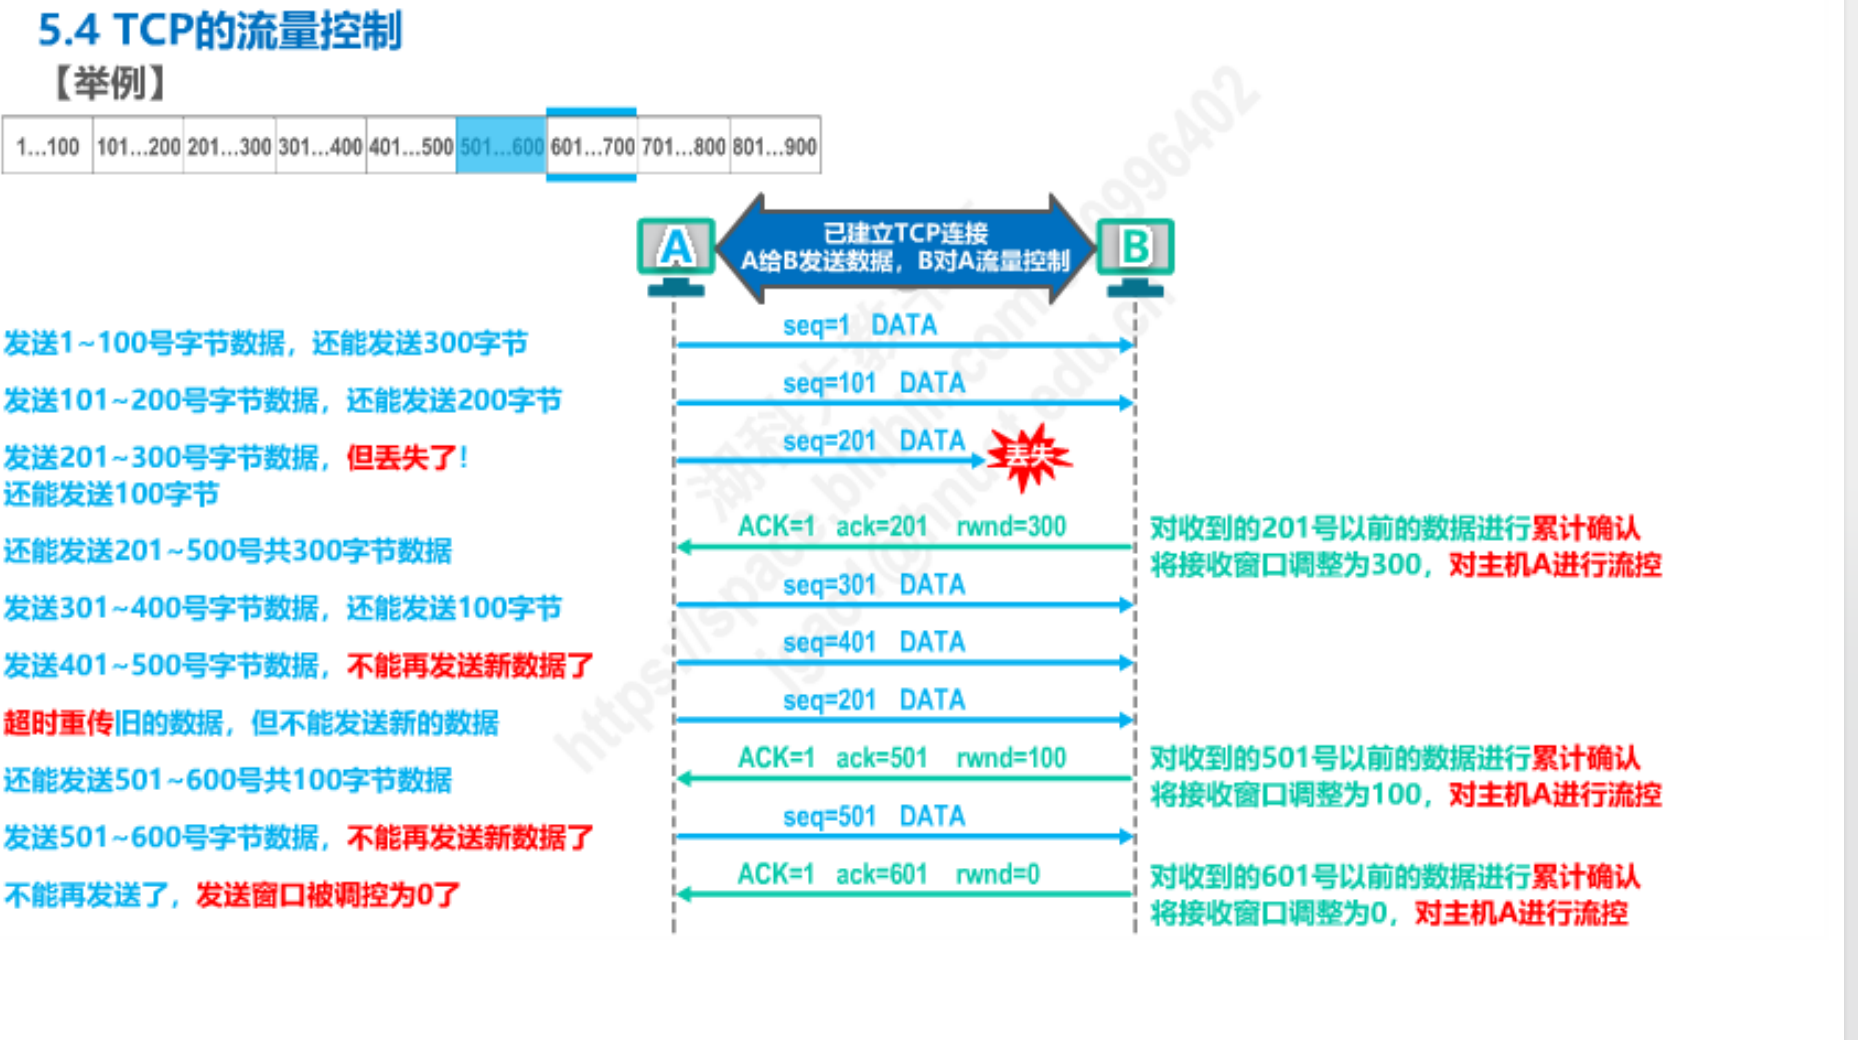 5.4 TCP的流量控制
【举例】
1...100 101...200 201...300 301...400 401...500 501...600 601...700 701...800 801...900
A
已建立TCP连接
A给B发送数据，B对A流量控制
B
发送1~100号字节数据，还能发送300字节
seq=1 DATA
发送101~200号字节数据，还能发送200字节
seq=101 DATA
发送201~300号字节数据，但丢失了！
还能发送100字节
seq=201 DATA
丢失
还能发送201~500号共300字节数据
ACK=1 ack=201 rwnd=300
对收到的201号以前的数据进行累计确认
将接收窗口调整为300，对主机A进行流控
发送301~400号字节数据，还能发送100字节
seq=301 DATA
发送401~500号字节数据，不能再发送新数据了
seq=401 DATA
超时重传旧的数据，但不能发送新的数据
seq=201 DATA
还能发送501~600号共100字节数据
ACK=1 ack=501 rwnd=100
对收到的501号以前的数据进行累计确认
将接收窗口调整为100，对主机A进行流控
发送501~600号字节数据，不能再发送新数据了
seq=501 DATA
不能再发送了，发送窗口被调控为0了
ACK=1 ack=601 rwnd=0
对收到的601号以前的数据进行累计确认
将接收窗口调整为0，对主机A进行流控